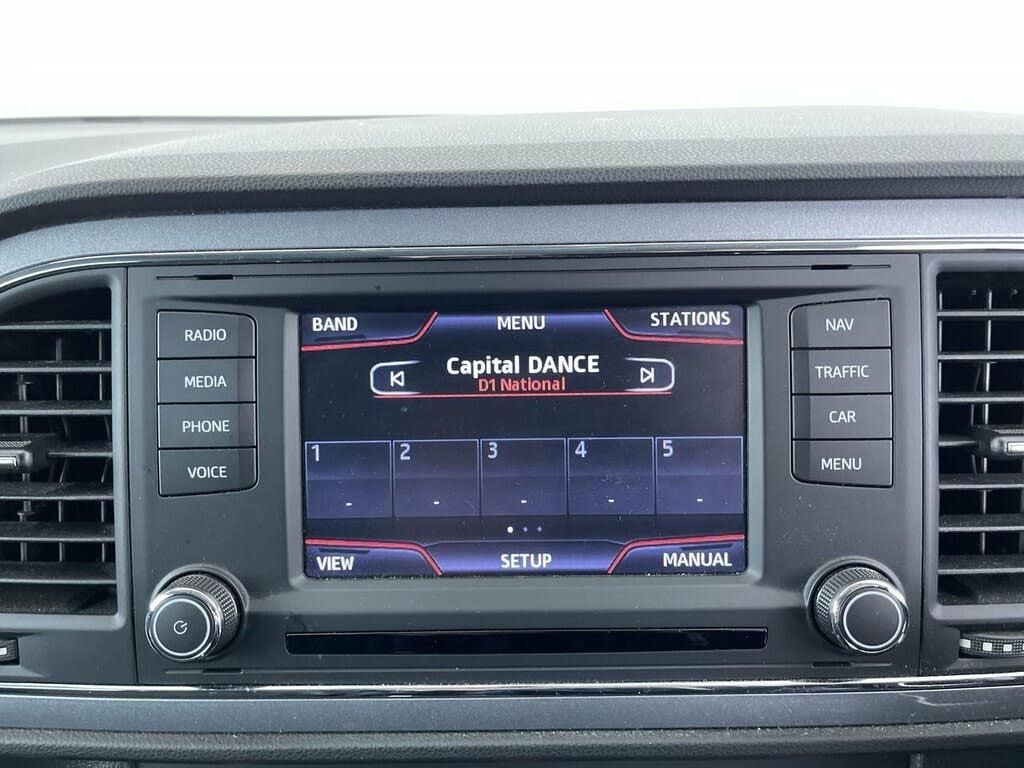 RADIO
MEDIA
PHONE
VOICE
BAND
MENU
STATIONS
Capital DANCE
D1 National
1
2
3
4
5
- - - - -
VIEW
SETUP
MANUAL
NAV
TRAFFIC
CAR
MENU